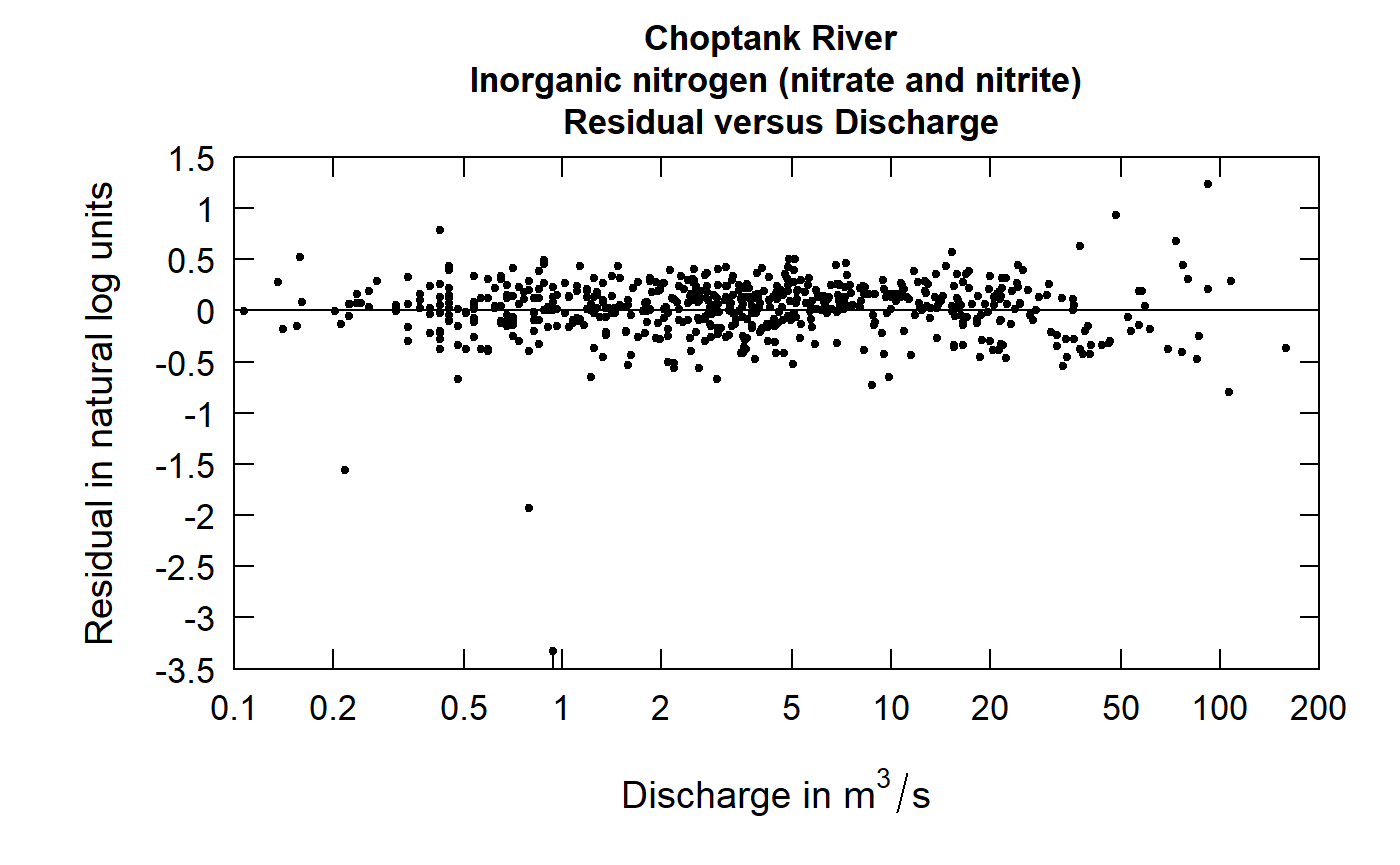 Choptank River
Inorganic nitrogen (nitrate and nitrite)
Residual versus Discharge
Residual in natural log units
1.5
1
0.5
0
-0.5
-1
-1.5
-2
-2.5
-3
-3.5
0.1 0.2 0.5 1 2 5 10 20 50 100 200
Discharge in m³/s